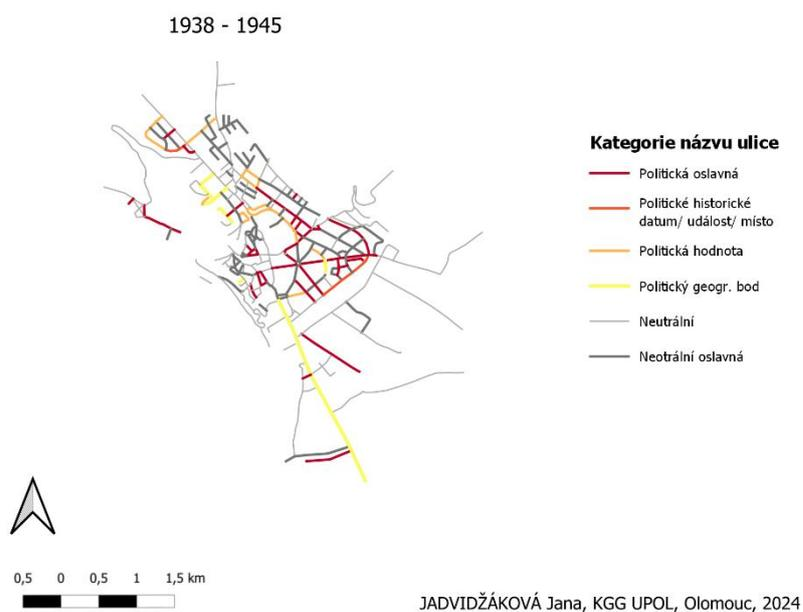 1938 - 1945
Kategorie názvu ulice
Politická oslavná
Politické historické
datum/ událost/ místo
Politická hodnota
Politický geogr. bod
Neutrální
Neotrální oslavná
0,5 0 0,5 1 1,5 km
JADVIDŽÁKOVÁ Jana, KGG UPOL, Olomouc, 2024